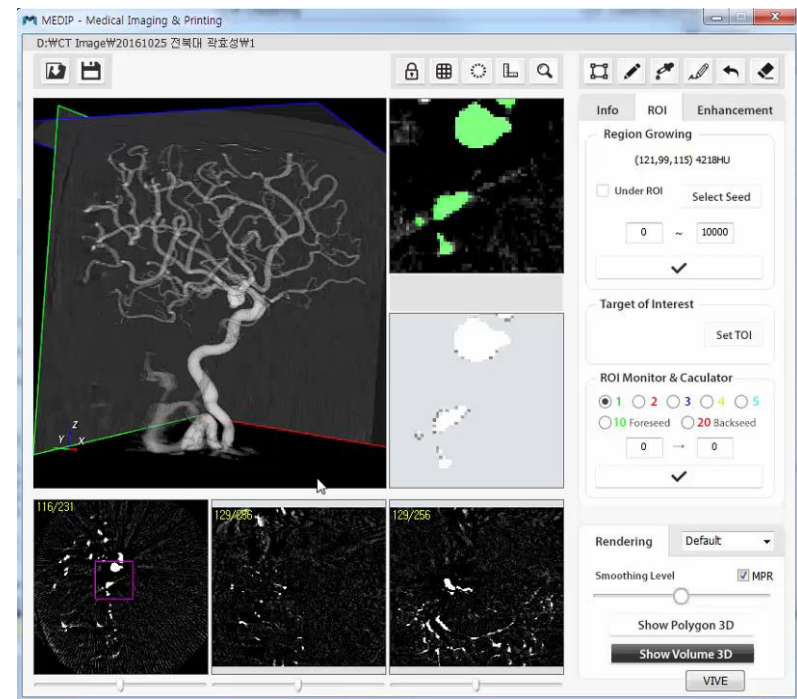 MEDIP - Medical Imaging & Printing
D:₩CT Image₩20161025 전북대 곽효성₩1
Info ROI Enhancement
Region Growing
(121,99,115) 4218HU
Under ROI Select Seed
0 ~ 10000
Target of Interest
Set TOI
ROI Monitor & Caculator
1 2 3 4 5
10 Foreseed 20 Backseed
0 → 0
Z
Y X
116/231 129/256 129/256
Rendering Default
Smoothing Level MPR
Show Polygon 3D
Show Volume 3D
VIVE